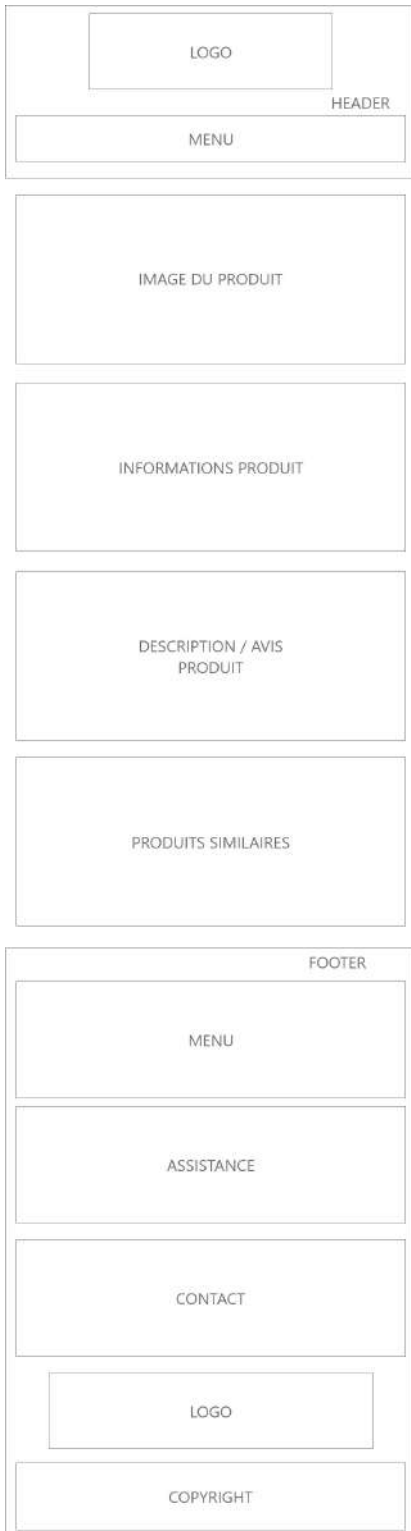 LOGO
HEADER
MENU
IMAGE DU PRODUIT
INFORMATIONS PRODUIT
DESCRIPTION / AVIS
PRODUIT
PRODUITS SIMILAIRES
FOOTER
MENU
ASSISTANCE
CONTACT
LOGO
COPYRIGHT